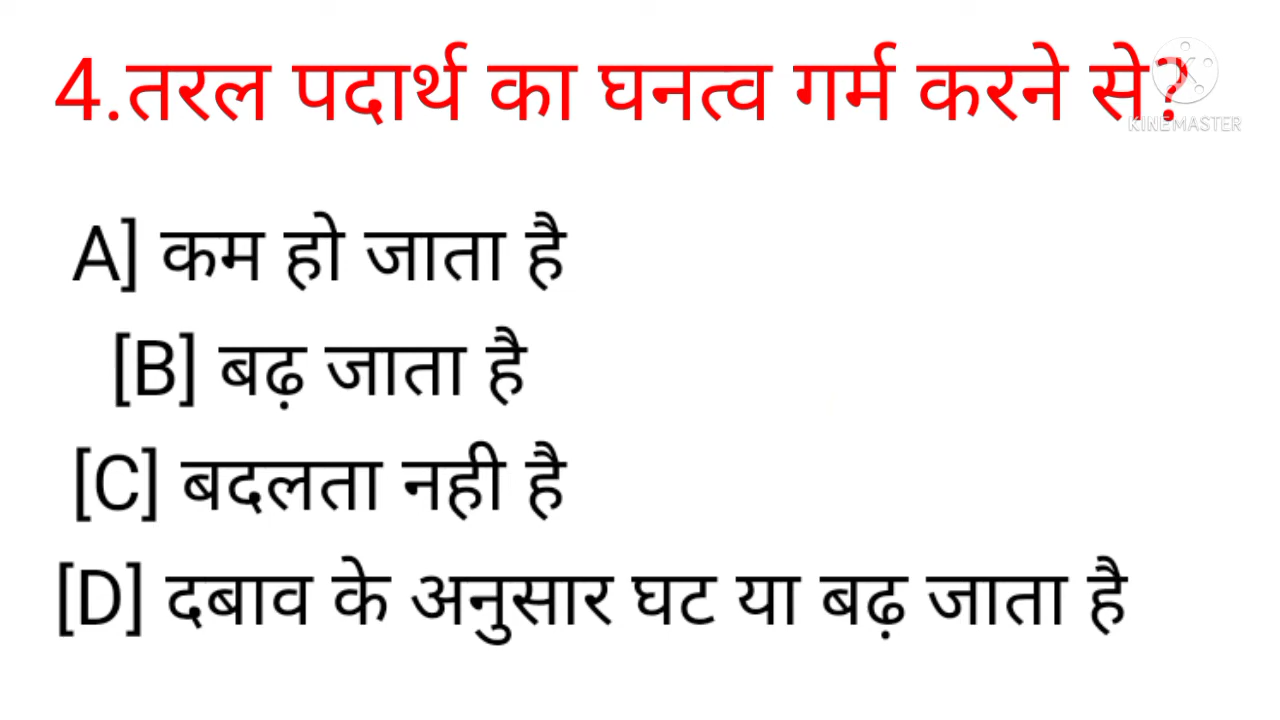 4.तरल पदार्थ का घनत्व गर्म करने से?
KINEMASTER
A] कम हो जाता है
[B] बढ़ जाता है
[C] बदलता नही है
[D] दबाव के अनुसार घट या बढ़ जाता है